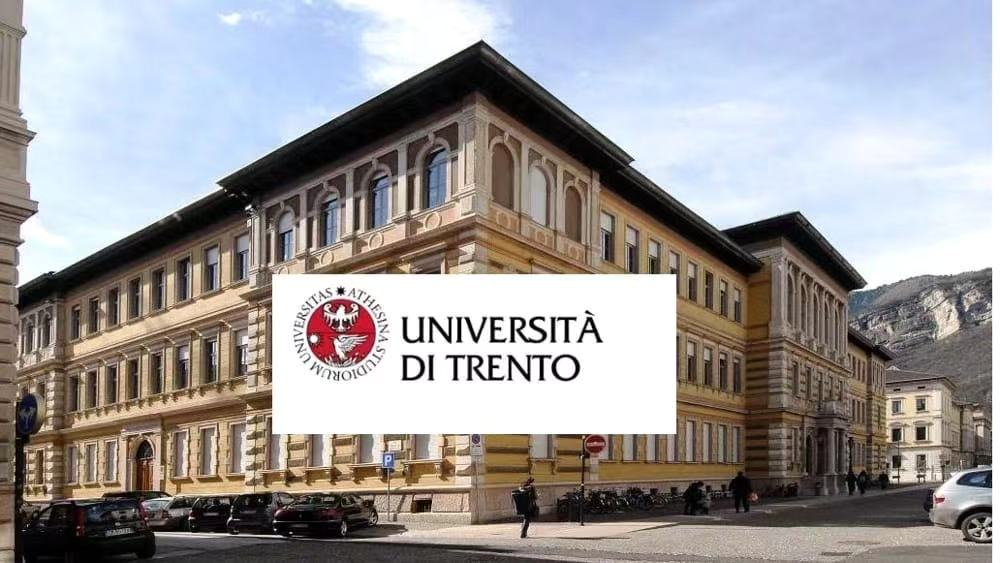 UNIVERSITAS ATHESINA STUDIORUM
UNIVERSITÀ
DI TRENTO
P